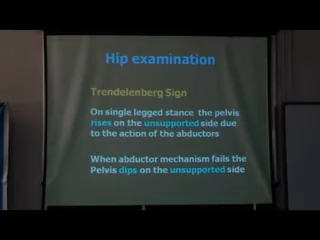 Hip examination
Trendelenberg Sign
On single legged stance the pelvis
rises on the unsupported side due
to the action of the abductors
When abductor mechanism fails the
Pelvis dips on the unsupported side